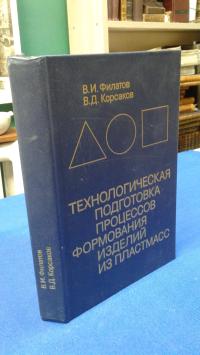 В.И. Филатов
В.Д. Корсаков
ТЕХНОЛОГИЧЕСКАЯ
ПОДГОТОВКА
ПРОЦЕССОВ
ФОРМОВАНИЯ
ИЗДЕЛИЙ
ИЗ ПЛАСТМАСС
В.И. Филатов
В.Д. Корсаков